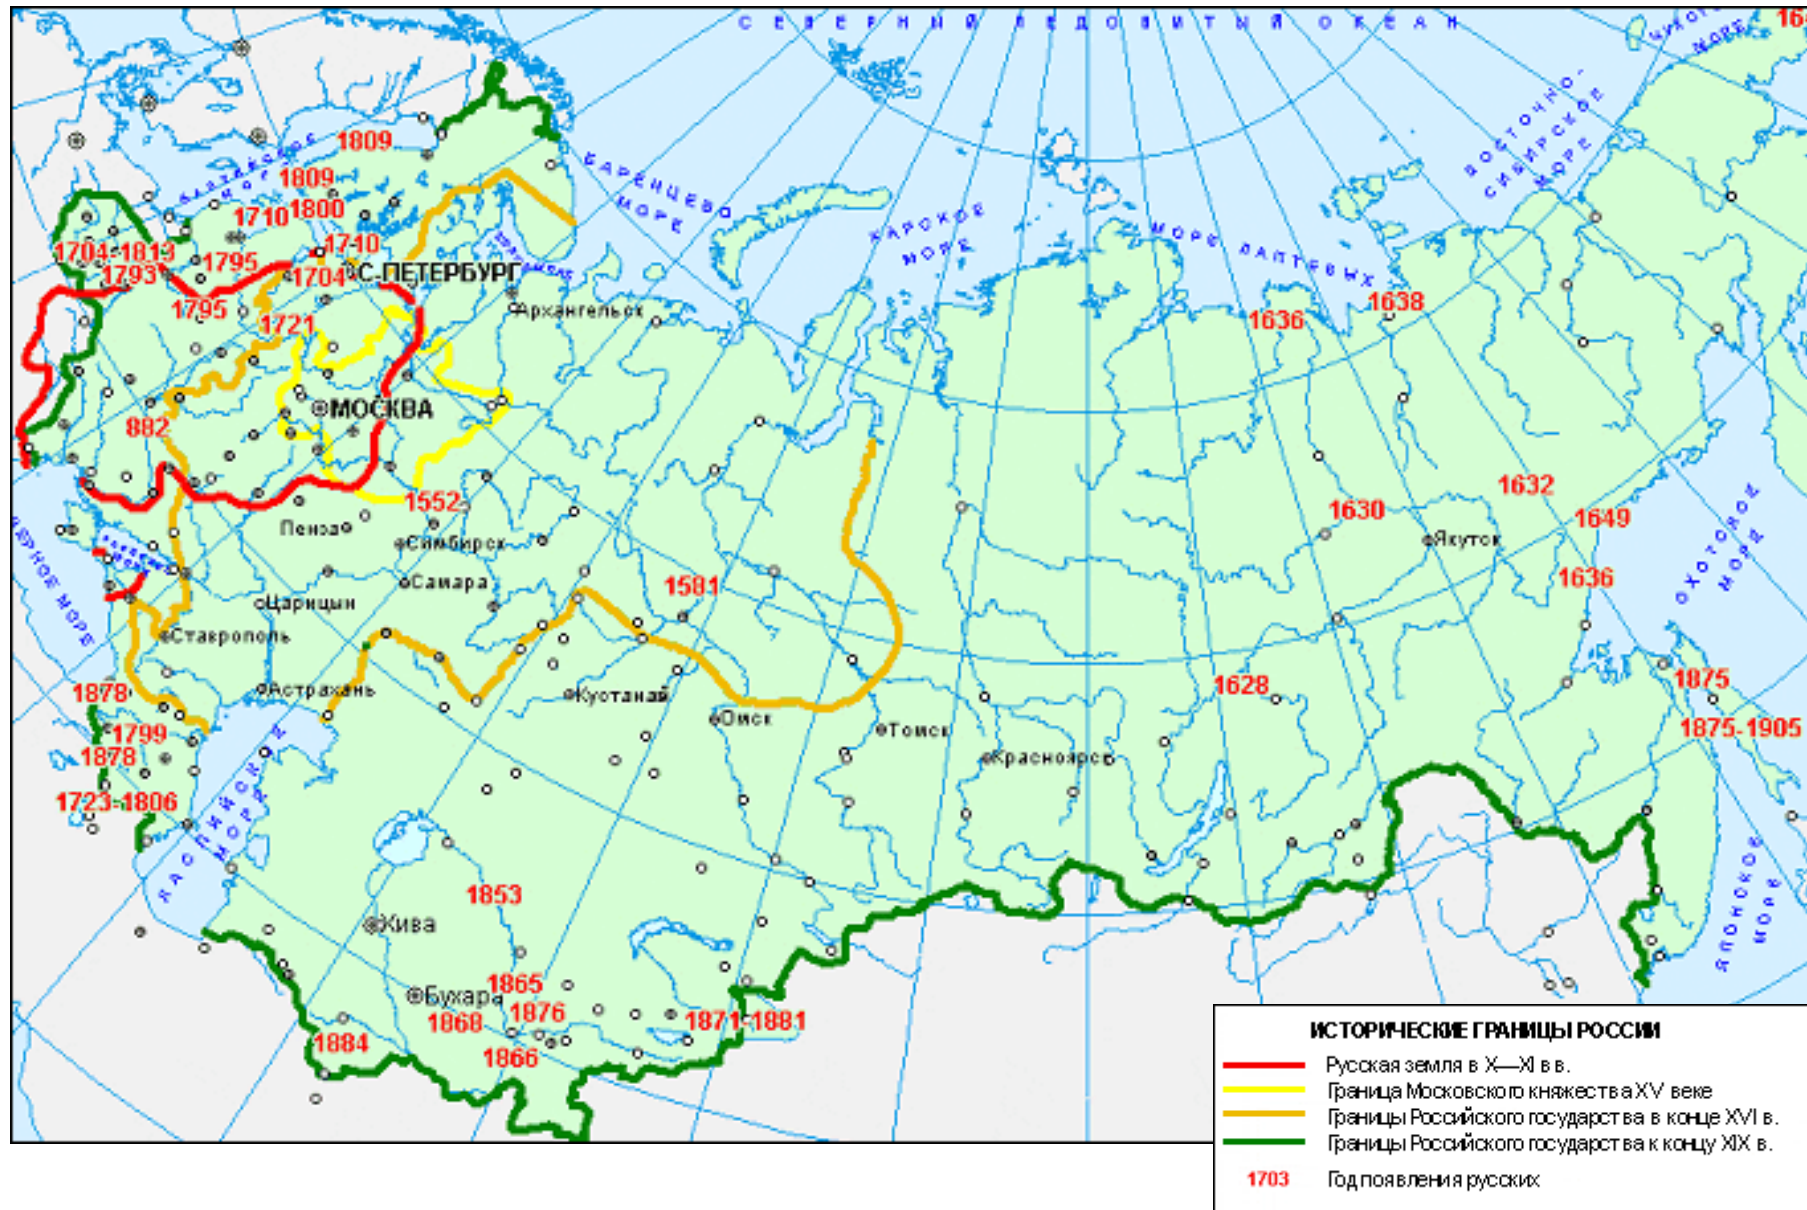 СЕВЕРНЫЙ ЛЕДОВИТЫЙ ОКЕАН
МОРЕ
ВОСТОЧНО-
СИБИРСКОЕ
МОРЕ
БАРЕНЦЕВО
МОРЕ
КАРСКОЕ
МОРЕ
МОРЕ ЛАПТЕВЫХ
БАЛТИЙСКОЕ
МОРЕ
1809
1809
1710
1800
1710
1704-1813
1793
1795
1704
С.-ПЕТЕРБУРГ
1795
1721
Архангельск
1636
1638
882
МОСКВА
1552
Пенза
Симбирск
Самара
Царицын
Ставрополь
Астрахань
1581
Кустанай
Омск
Томск
Красноярск
1628
1630
1632
1649
Якутск
1636
ОХОТСКОЕ
МОРЕ
1875
1875-1905
ЯПОНСКОЕ
МОРЕ
ЧЕРНОЕ МОРЕ
1878
1799
1878
1723-1806
КАСПИЙСКОЕ
МОРЕ
1853
Хива
Бухара
1865
1876
1868
1866
1884
1871-1881
ИСТОРИЧЕСКИЕ ГРАНИЦЫ РОССИИ
Русская земля в X—XI вв.
Граница Московского княжества XV веке
Границы Российского государства в конце XVI в.
Границы Российского государства к концу XIX в.
1703 Год появления русских